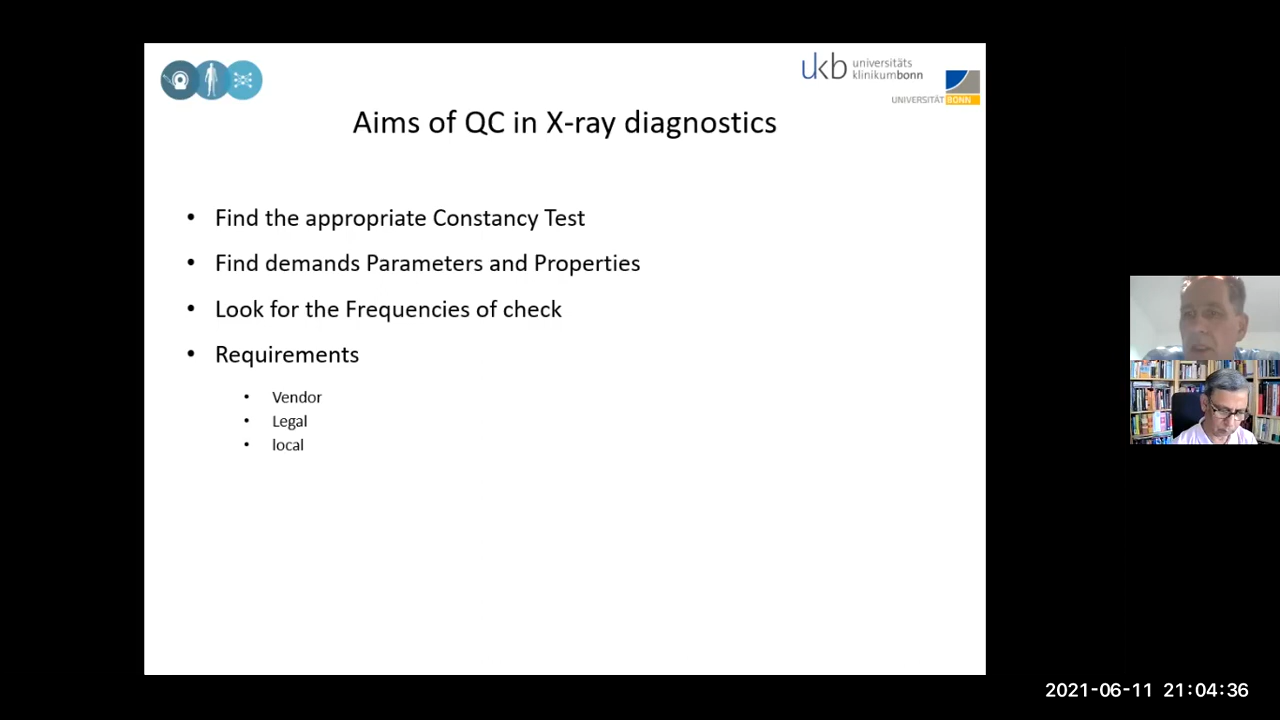 ukb universitäts
klinikumbonn
UNIVERSITÄT BONN
Aims of QC in X-ray diagnostics
• Find the appropriate Constancy Test
• Find demands Parameters and Properties
• Look for the Frequencies of check
• Requirements
• Vendor
• Legal
• local
2021-06-11 21:04:36